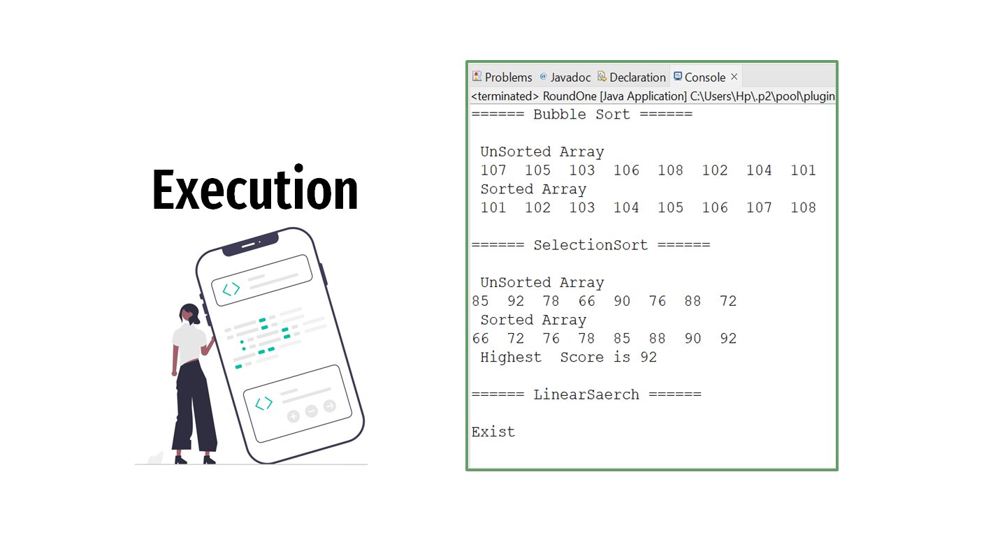 Execution
Problems @ Javadoc Declaration Console ×
<terminated> RoundOne [Java Application] C:\Users\Hp\.p2\pool\plugin
====== Bubble Sort ======
UnSorted Array
107 105 103 106 108 102 104 101
Sorted Array
101 102 103 104 105 106 107 108
====== SelectionSort ======
UnSorted Array
85 92 78 66 90 76 88 72
Sorted Array
66 72 76 78 85 88 90 92
Highest Score is 92
====== LinearSaerch ======
Exist